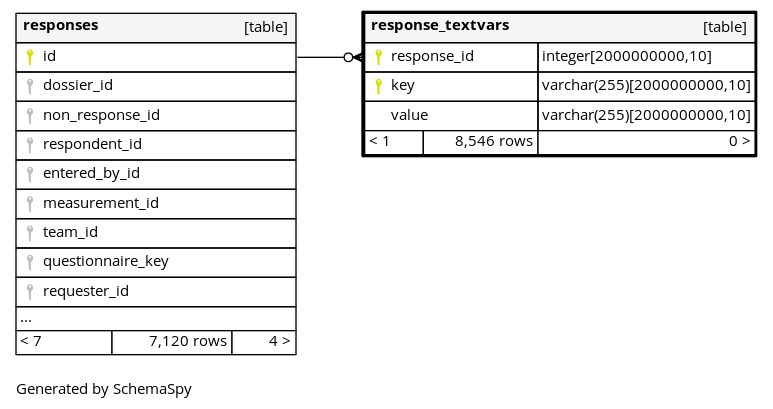 responses [table]
id
dossier_id
non_response_id
respondent_id
entered_by_id
measurement_id
team_id
questionnaire_key
requester_id
...
< 7 7,120 rows 4 >
response_textvars [table]
response_id integer[2000000000,10]
key varchar(255)[2000000000,10]
value varchar(255)[2000000000,10]
< 1 8,546 rows 0 >
Generated by SchemaSpy